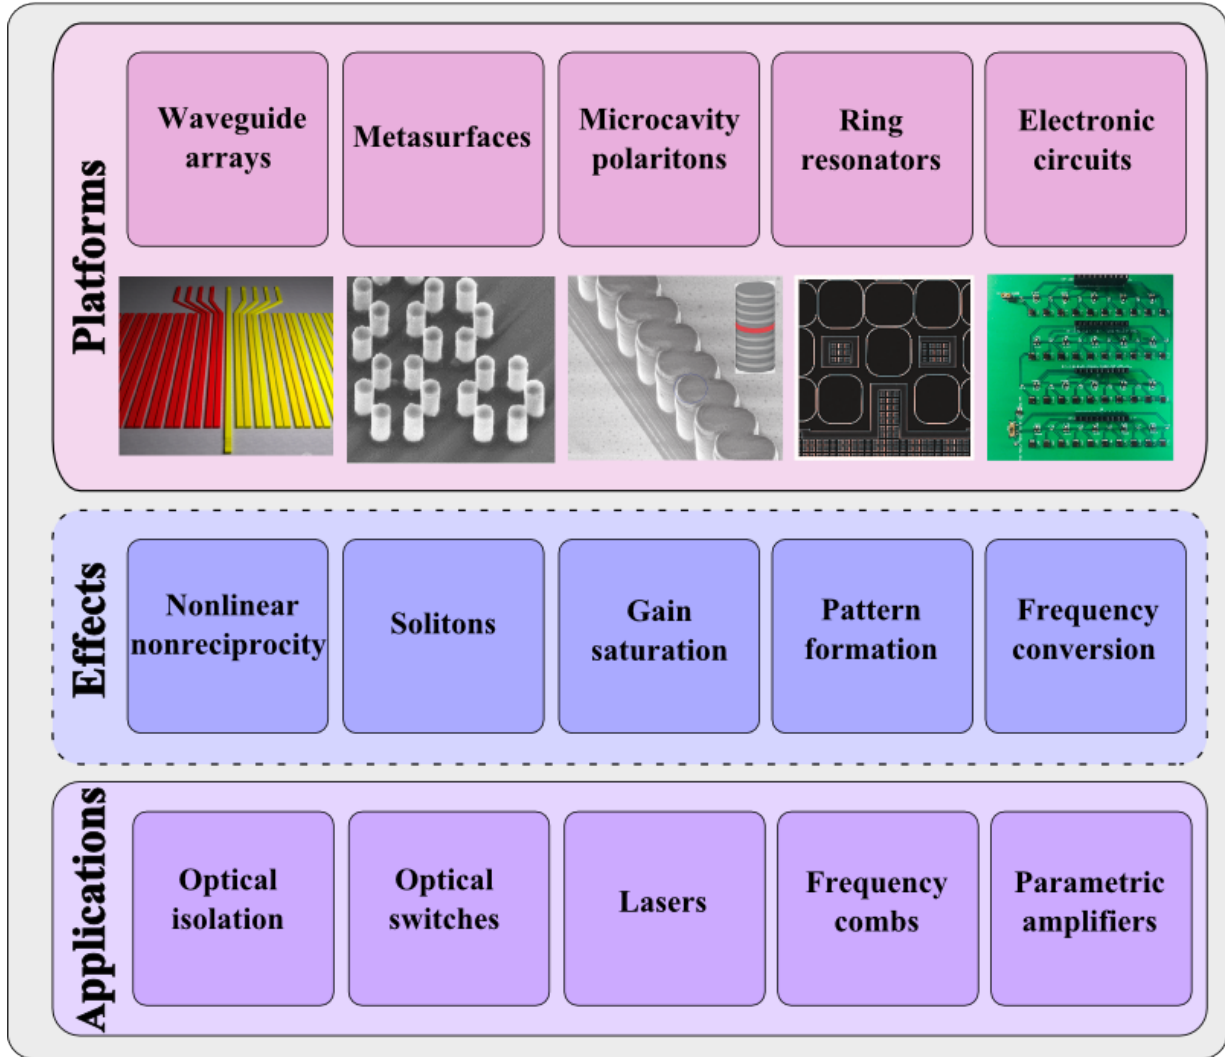 Platforms
Waveguide
arrays
Metasurfaces
Microcavity
polaritons
Ring
resonators
Electronic
circuits
Effects
Nonlinear
nonreciprocity
Solitons
Gain
saturation
Pattern
formation
Frequency
conversion
Applications
Optical
isolation
Optical
switches
Lasers
Frequency
combs
Parametric
amplifiers